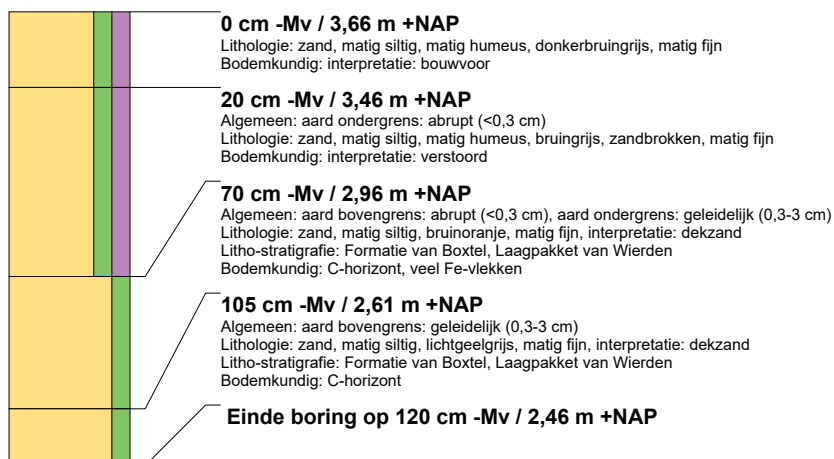 0 cm -Mv / 3,66 m +NAP
Lithologie: zand, matig siltig, matig humeus, donkerbruingrijs, matig fijn
Bodemkundig: interpretatie: bouwvoor
20 cm -Mv / 3,46 m +NAP
Algemeen: aard ondergrens: abrupt (<0,3 cm)
Lithologie: zand, matig siltig, matig humeus, bruingrijs, zandbrokken, matig fijn
Bodemkundig: interpretatie: verstoord
70 cm -Mv / 2,96 m +NAP
Algemeen: aard bovengrens: abrupt (<0,3 cm), aard ondergrens: geleidelijk (0,3-3 cm)
Lithologie: zand, matig siltig, bruinoranje, matig fijn, interpretatie: dekzand
Litho-stratigrafie: Formatie van Boxtel, Laagpakket van Wierden
Bodemkundig: C-horizont, veel Fe-vlekken
105 cm -Mv / 2,61 m +NAP
Algemeen: aard bovengrens: geleidelijk (0,3-3 cm)
Lithologie: zand, matig siltig, lichtgeelgrijs, matig fijn, interpretatie: dekzand
Litho-stratigrafie: Formatie van Boxtel, Laagpakket van Wierden
Bodemkundig: C-horizont
Einde boring op 120 cm -Mv / 2,46 m +NAP